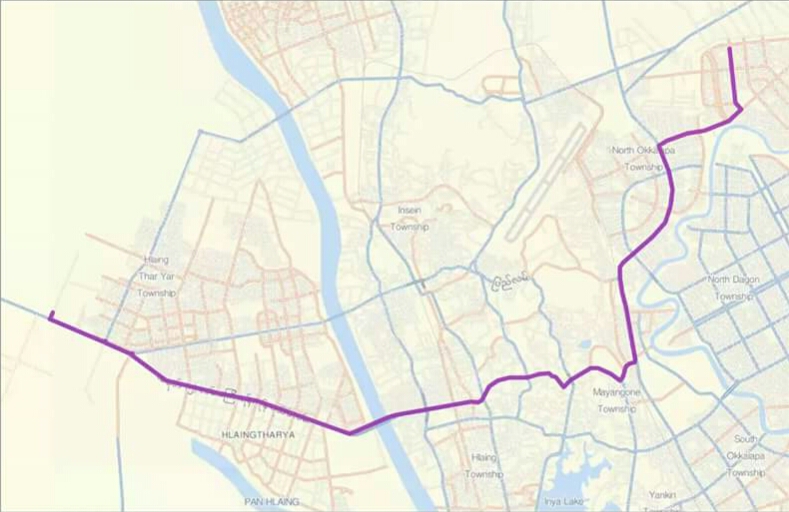 North Okkalapa
Township
Insein
Township
Hlaing
Thar Yar
Township
North Dagon
Township
Mayangone
Township
HLAINGTHARYA
South
Okkalapa
Township
Hlaing
Township
Inya Lake
Yankin
PAN HLAING